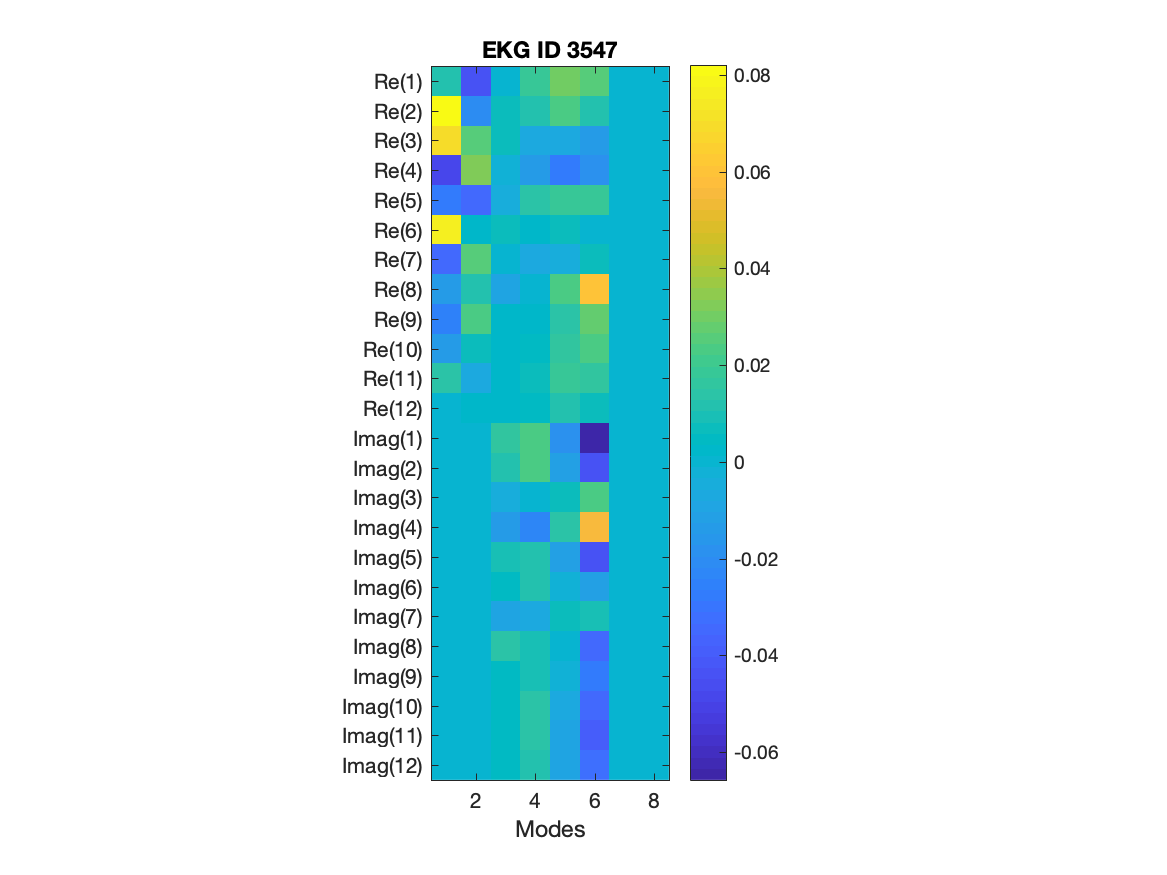 EKG ID 3547
Re(1)
Re(2)
Re(3)
Re(4)
Re(5)
Re(6)
Re(7)
Re(8)
Re(9)
Re(10)
Re(11)
Re(12)
Imag(1)
Imag(2)
Imag(3)
Imag(4)
Imag(5)
Imag(6)
Imag(7)
Imag(8)
Imag(9)
Imag(10)
Imag(11)
Imag(12)
2 4 6 8
Modes
0.08
0.06
0.04
0.02
0
-0.02
-0.04
-0.06